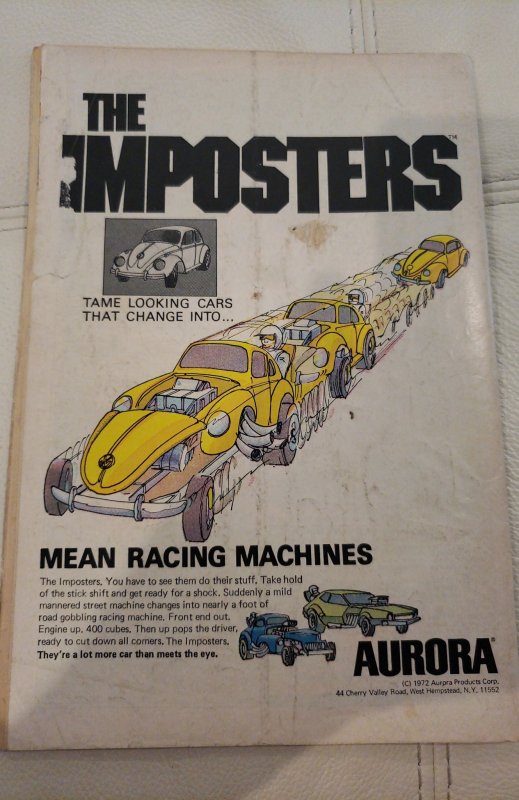 THE
IMPOSTERS™
TAME LOOKING CARS
THAT CHANGE INTO...
MEAN RACING MACHINES
The Imposters. You have to see them do their stuff. Take hold
of the stick shift and get ready for a shock. Suddenly a mild
mannered street machine changes into nearly a foot of
road gobbling racing machine. Front end out.
Engine up. 400 cubes. Then up pops the driver,
ready to cut down all comers. The Imposters.
They're a lot more car than meets the eye.
AURORA®
(C) 1972 Aurora Products Corp.
44 Cherry Valley Road, West Hempstead, N.Y. 11552